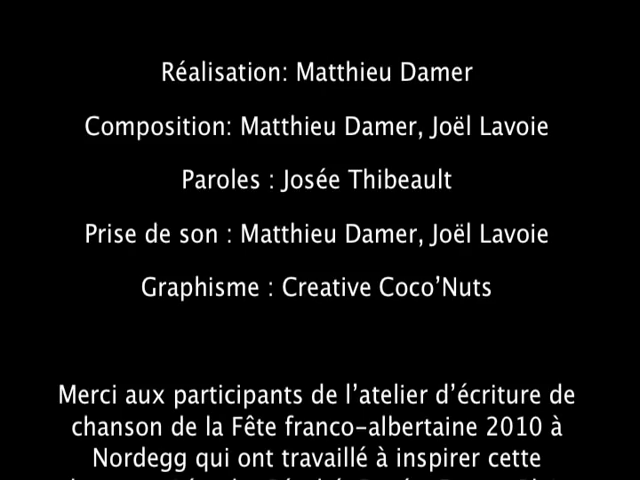 Réalisation: Matthieu Damer
Composition: Matthieu Damer, Joël Lavoie
Paroles : Josée Thibeault
Prise de son : Matthieu Damer, Joël Lavoie
Graphisme : Creative Coco’Nuts
Merci aux participants de l’atelier d’écriture de
chanson de la Fête franco-albertaine 2010 à
Nordegg qui ont travaillé à inspirer cette